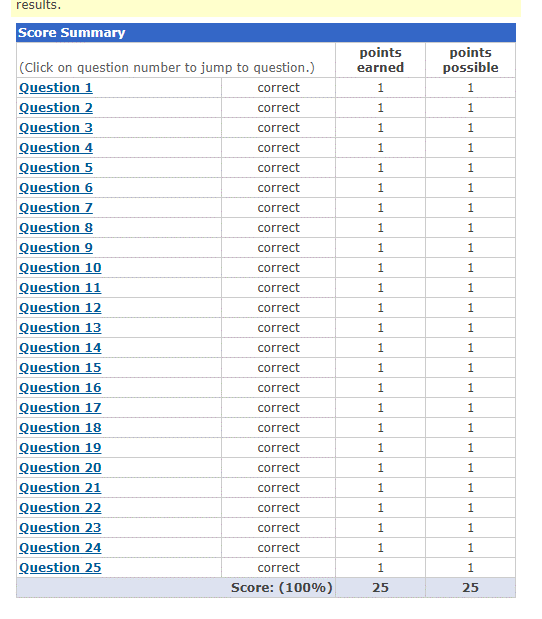 results.
Score Summary
(Click on question number to jump to question.) points earned points possible
Question 1 correct 1 1
Question 2 correct 1 1
Question 3 correct 1 1
Question 4 correct 1 1
Question 5 correct 1 1
Question 6 correct 1 1
Question 7 correct 1 1
Question 8 correct 1 1
Question 9 correct 1 1
Question 10 correct 1 1
Question 11 correct 1 1
Question 12 correct 1 1
Question 13 correct 1 1
Question 14 correct 1 1
Question 15 correct 1 1
Question 16 correct 1 1
Question 17 correct 1 1
Question 18 correct 1 1
Question 19 correct 1 1
Question 20 correct 1 1
Question 21 correct 1 1
Question 22 correct 1 1
Question 23 correct 1 1
Question 24 correct 1 1
Question 25 correct 1 1
Score: (100%) 25 25